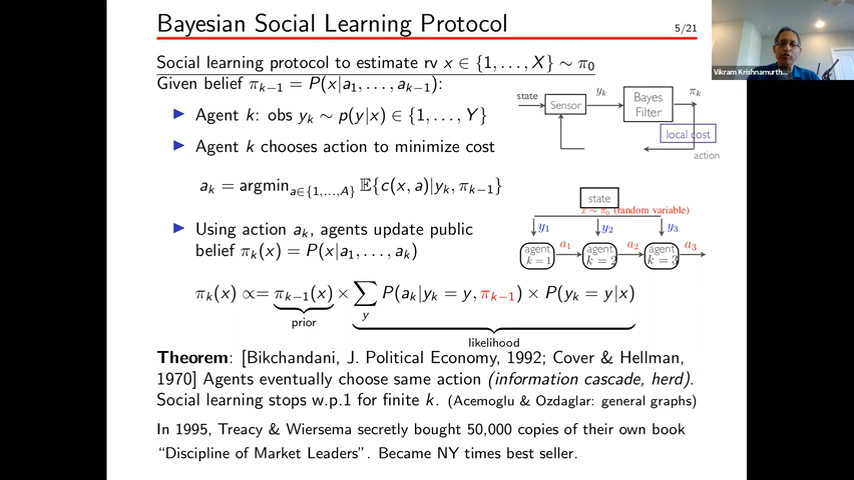 Bayesian Social Learning Protocol
5/21
Vikram Krishnamurth...
Social learning protocol to estimate rv x ∈ {1, . . . , X} ∼ π₀
Given belief πₖ₋₁ = P(x|a₁, . . . , aₖ₋₁):
▶ Agent k: obs yₖ ∼ p(y|x) ∈ {1, . . . , Y}
▶ Agent k chooses action to minimize cost
aₖ = argmin_{a∈{1,...,A}} 𝔼{c(x, a)|yₖ, πₖ₋₁}
▶ Using action aₖ, agents update public
belief πₖ(x) = P(x|a₁, . . . , aₖ)
state
Sensor
yₖ
Bayes
Filter
πₖ
local cost
action
state
x ∼ π₀ (random variable)
y₁ y₂ y₃
agent a₁ agent a₂ agent a₃
k = 1 k = 2 k = 3
πₖ(x) ∝= πₖ₋₁(x) × ∑_y P(aₖ|yₖ = y, πₖ₋₁) × P(yₖ = y|x)
prior
likelihood
Theorem: [Bikchandani, J. Political Economy, 1992; Cover & Hellman,
1970] Agents eventually choose same action (information cascade, herd).
Social learning stops w.p.1 for finite k. (Acemoglu & Ozdaglar: general graphs)
In 1995, Treacy & Wiersema secretly bought 50,000 copies of their own book
“Discipline of Market Leaders”. Became NY times best seller.